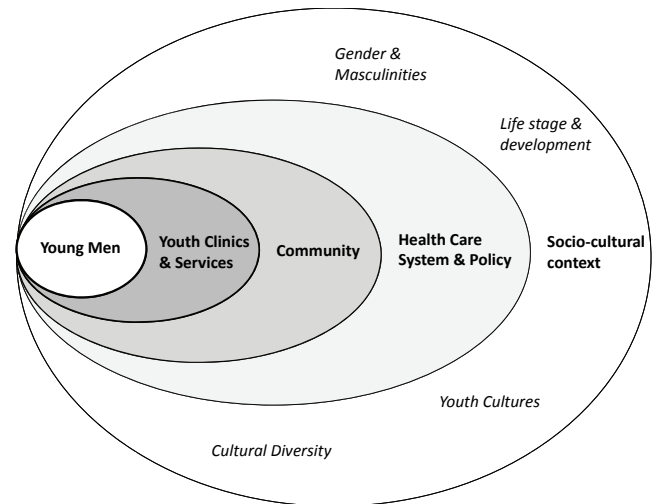 Gender &
Masculinities
Life stage &
development
Young Men
Youth Clinics
& Services
Community
Health Care
System & Policy
Socio-cultural
context
Youth Cultures
Cultural Diversity